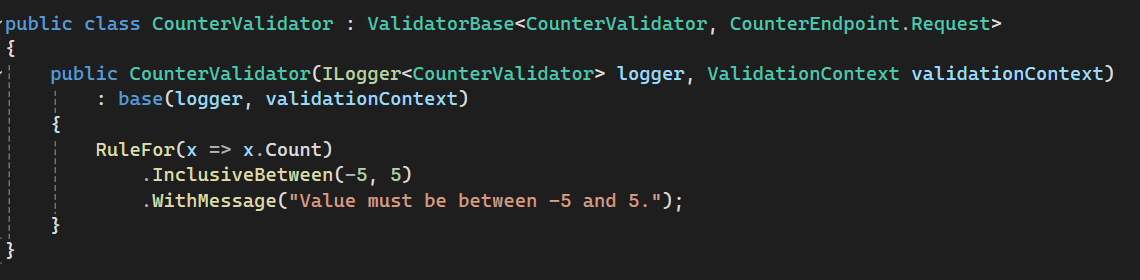 public class CounterValidator : ValidatorBase<CounterValidator, CounterEndpoint.Request>
{
    public CounterValidator(ILogger<CounterValidator> logger, ValidationContext validationContext)
        : base(logger, validationContext)
    {
        RuleFor(x => x.Count)
            .InclusiveBetween(-5, 5)
            .WithMessage("Value must be between -5 and 5.");
    }
}